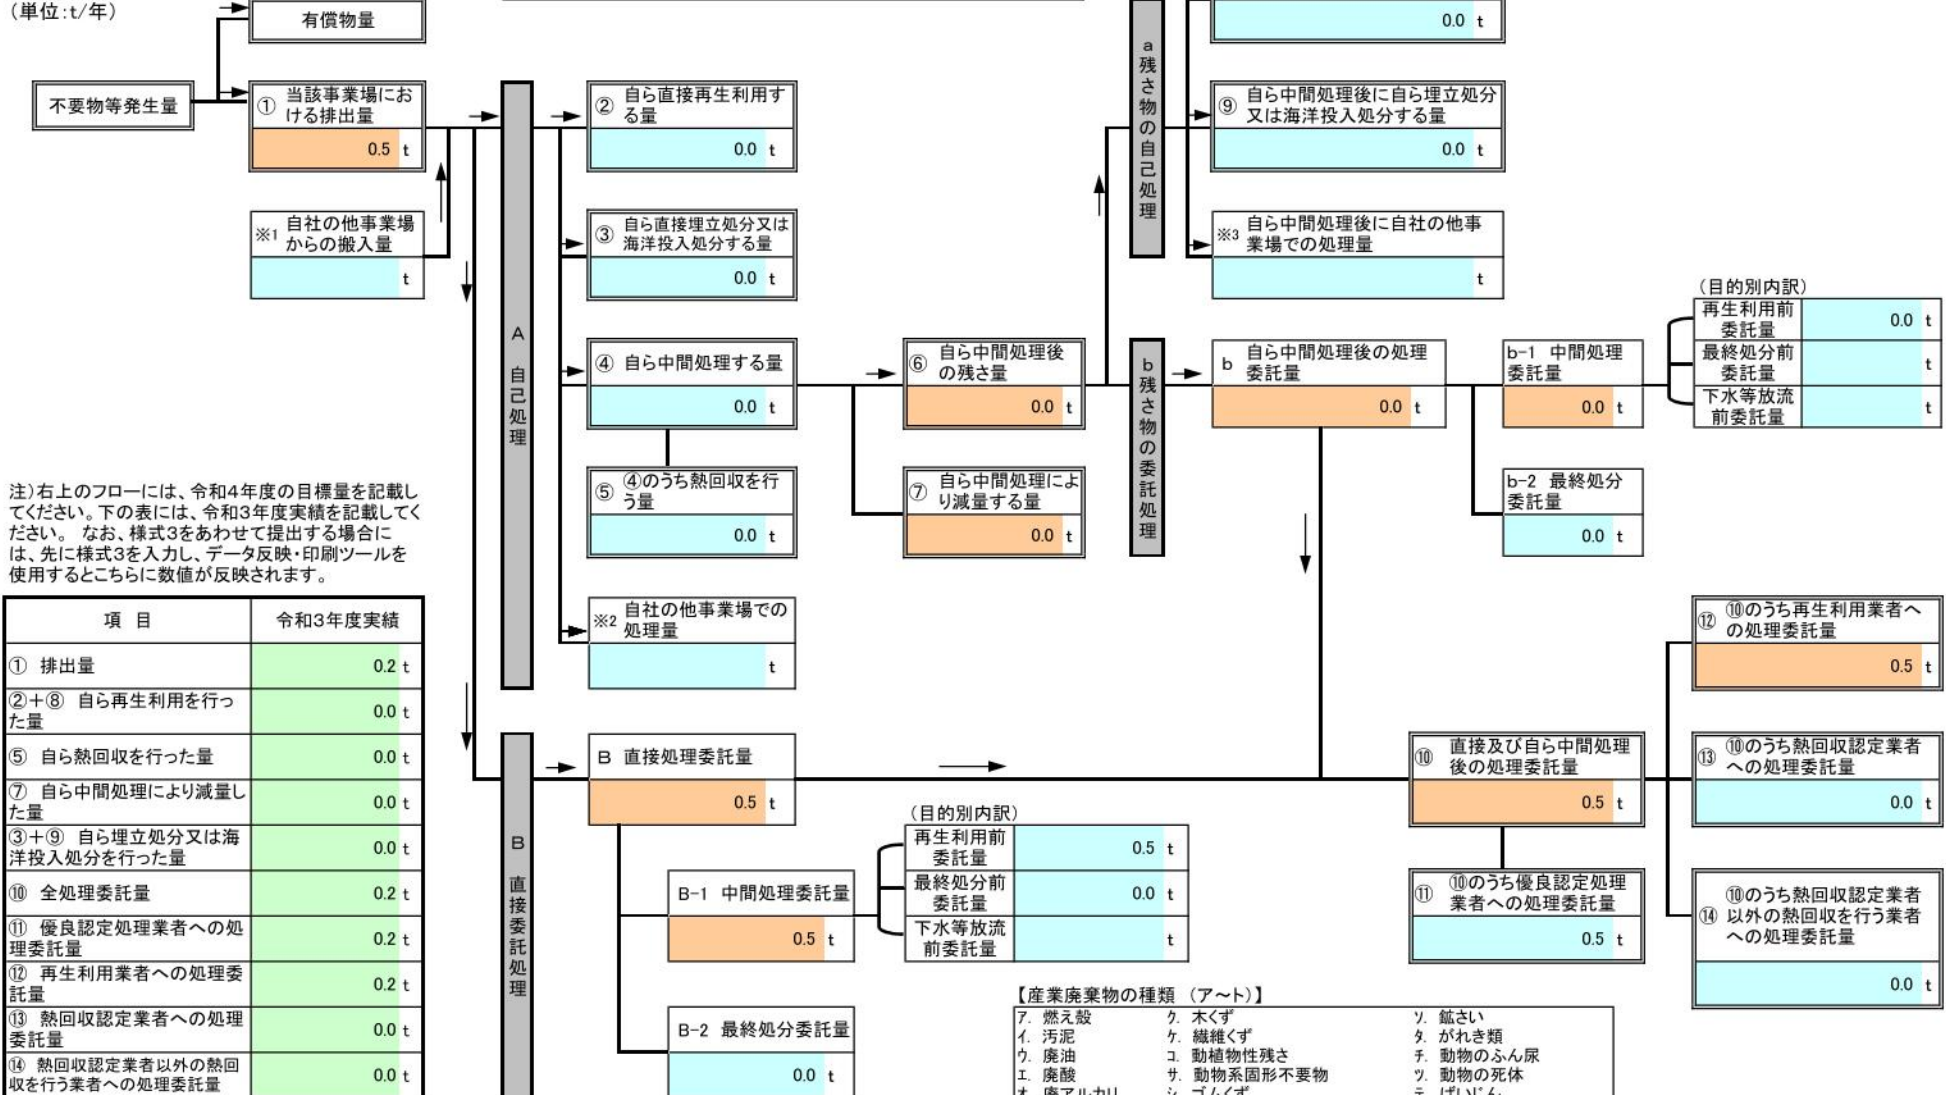 (単位:t/年)
有償物量
0.0 t
不要物等発生量
① 当該事業場にお
ける排出量
0.5 t
※1 自社の他事業場
からの搬入量
t
A 自己処理
② 自ら直接再生利用す
る量
0.0 t
③ 自ら直接埋立処分又は
海洋投入処分する量
0.0 t
④ 自ら中間処理する量
0.0 t
⑤ ④のうち熱回収を行
う量
0.0 t
※2 自社の他事業場での
処理量
t
⑥ 自ら中間処理後
の残さ量
0.0 t
⑦ 自ら中間処理によ
り減量する量
0.0 t
a 残さ物の自己処理
⑨ 自ら中間処理後に自ら埋立処分
又は海洋投入処分する量
0.0 t
※3 自ら中間処理後に自社の他事
業場での処理量
t
b 残さ物の委託処理
b 自ら中間処理後の処理
委託量
0.0 t
b-1 中間処理
委託量
0.0 t
b-2 最終処分
委託量
0.0 t
(目的別内訳)
再生利用前
委託量
0.0 t
最終処分前
委託量
t
下水等放流
前委託量
t
注)右上のフローには、令和4年度の目標量を記載し
てください。下の表には、令和3年度実績を記載してく
ださい。 なお、様式3をあわせて提出する場合に
は、先に様式3を入力し、データ反映・印刷ツールを
使用するとこちらに数値が反映されます。
項 目 令和3年度実績
① 排出量
0.2 t
②+⑧ 自ら再生利用を行っ
た量
0.0 t
⑤ 自ら熱回収を行った量
0.0 t
⑦ 自ら中間処理により減量し
た量
0.0 t
③+⑨ 自ら埋立処分又は海
洋投入処分を行った量
0.0 t
⑩ 全処理委託量
0.2 t
⑪ 優良認定処理業者への処
理委託量
0.2 t
⑫ 再生利用業者への処理委
託量
0.2 t
⑬ 熱回収認定業者への処理
委託量
0.0 t
⑭ 熱回収認定業者以外の熱回
収を行う業者への処理委託量
0.0 t
B 直接委託処理
B 直接処理委託量
0.5 t
B-1 中間処理委託量
0.5 t
B-2 最終処分委託量
0.0 t
(目的別内訳)
再生利用前
委託量
0.5 t
最終処分前
委託量
0.0 t
下水等放流
前委託量
t
⑩ 直接及び自ら中間処理
後の処理委託量
0.5 t
⑪ ⑩のうち優良認定処理
業者への処理委託量
0.5 t
⑫ ⑩のうち再生利用業者へ
の処理委託量
0.5 t
⑬ ⑩のうち熱回収認定業者
への処理委託量
0.0 t
⑭ ⑩のうち熱回収認定業者
以外の熱回収を行う業者
への処理委託量
0.0 t
【産業廃棄物の種類 (ア～ト)】
ア. 燃え殻 ク. 木くず ソ. 鉱さい
イ. 汚泥 ケ. 繊維くず タ. がれき類
ウ. 廃油 コ. 動植物性残さ チ. 動物のふん尿
エ. 廃酸 サ. 動物系固形不要物 ツ. 動物の死体
オ. 廃アルカリ シ. ゴムくず テ. ばいじん